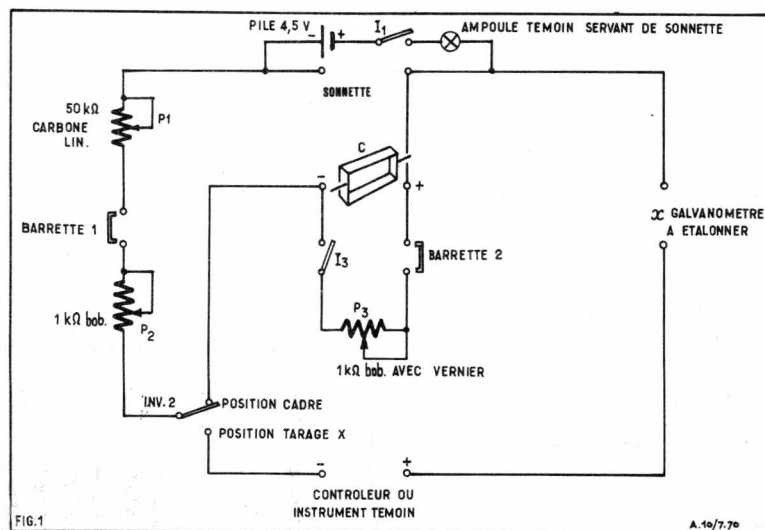 PILE 4,5 V
I1
AMPOULE TEMOIN SERVANT DE SONNETTE
- +
SONNETTE
50 kΩ
CARBONE
LIN.
P1
C
- +
x GALVANOMETRE
A ETALONNER
BARRETTE 1
I3
BARRETTE 2
P3
1 kΩ bob.
P2
1kΩ bob. AVEC VERNIER
INV. 2
POSITION CADRE
POSITION TARAGE X
- +
CONTROLEUR OU
INSTRUMENT TEMOIN
FIG.1
A.10/7.70